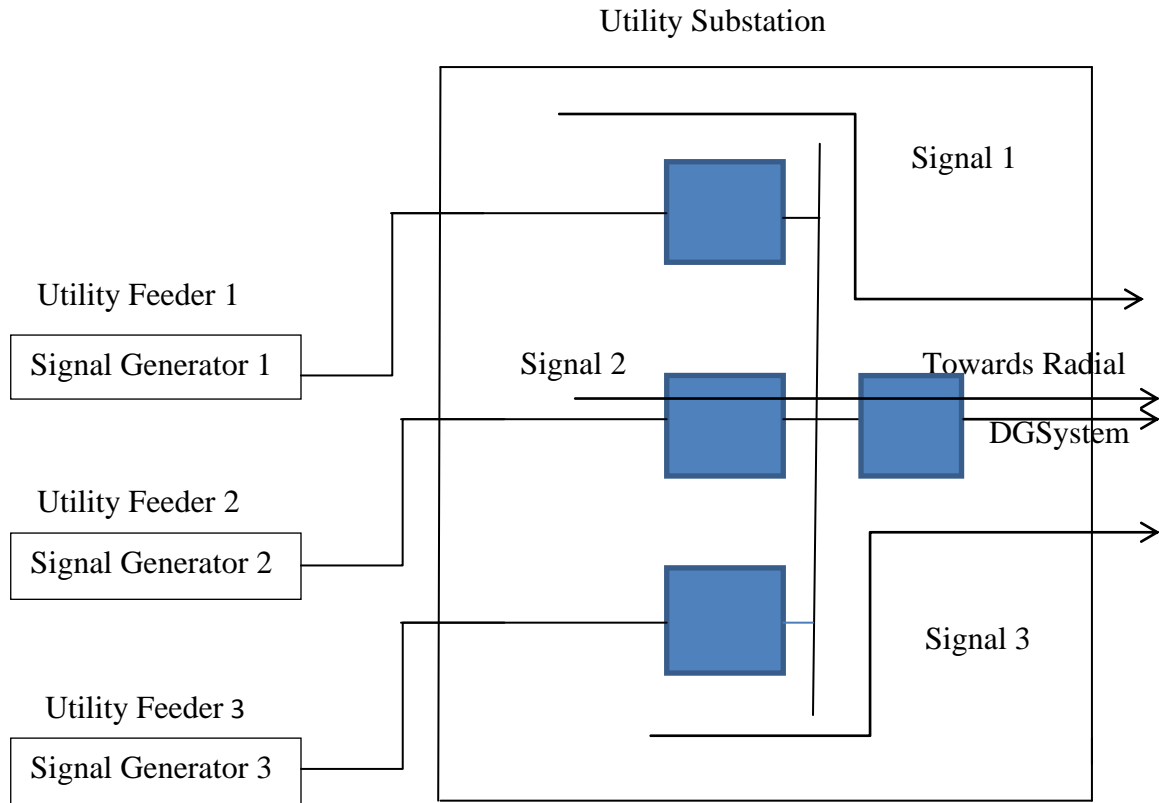 Utility Substation
Signal 1
Utility Feeder 1
Signal Generator 1
Signal 2
Towards Radial
DGSystem
Utility Feeder 2
Signal Generator 2
Signal 3
Utility Feeder 3
Signal Generator 3